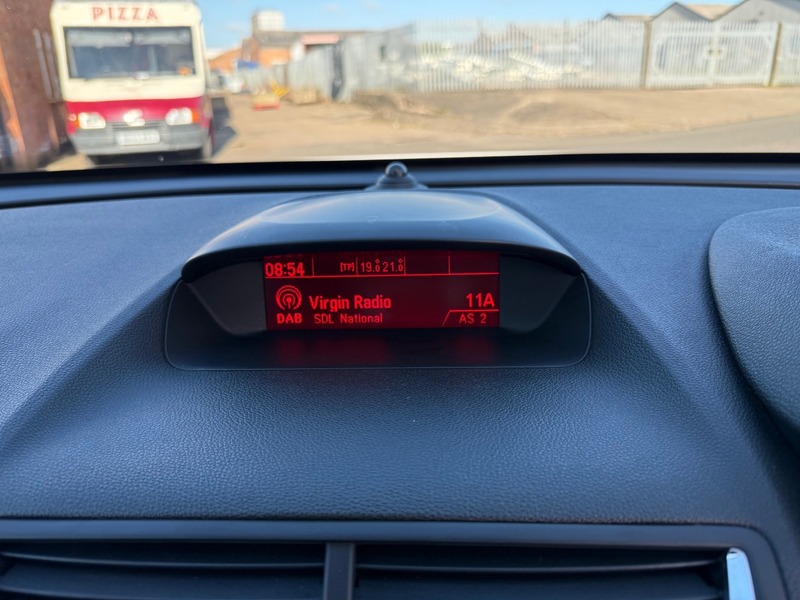 PIZZA
08:54 [TP] 19.0° 21.0°
Virgin Radio 11A
DAB SDL National AS 2